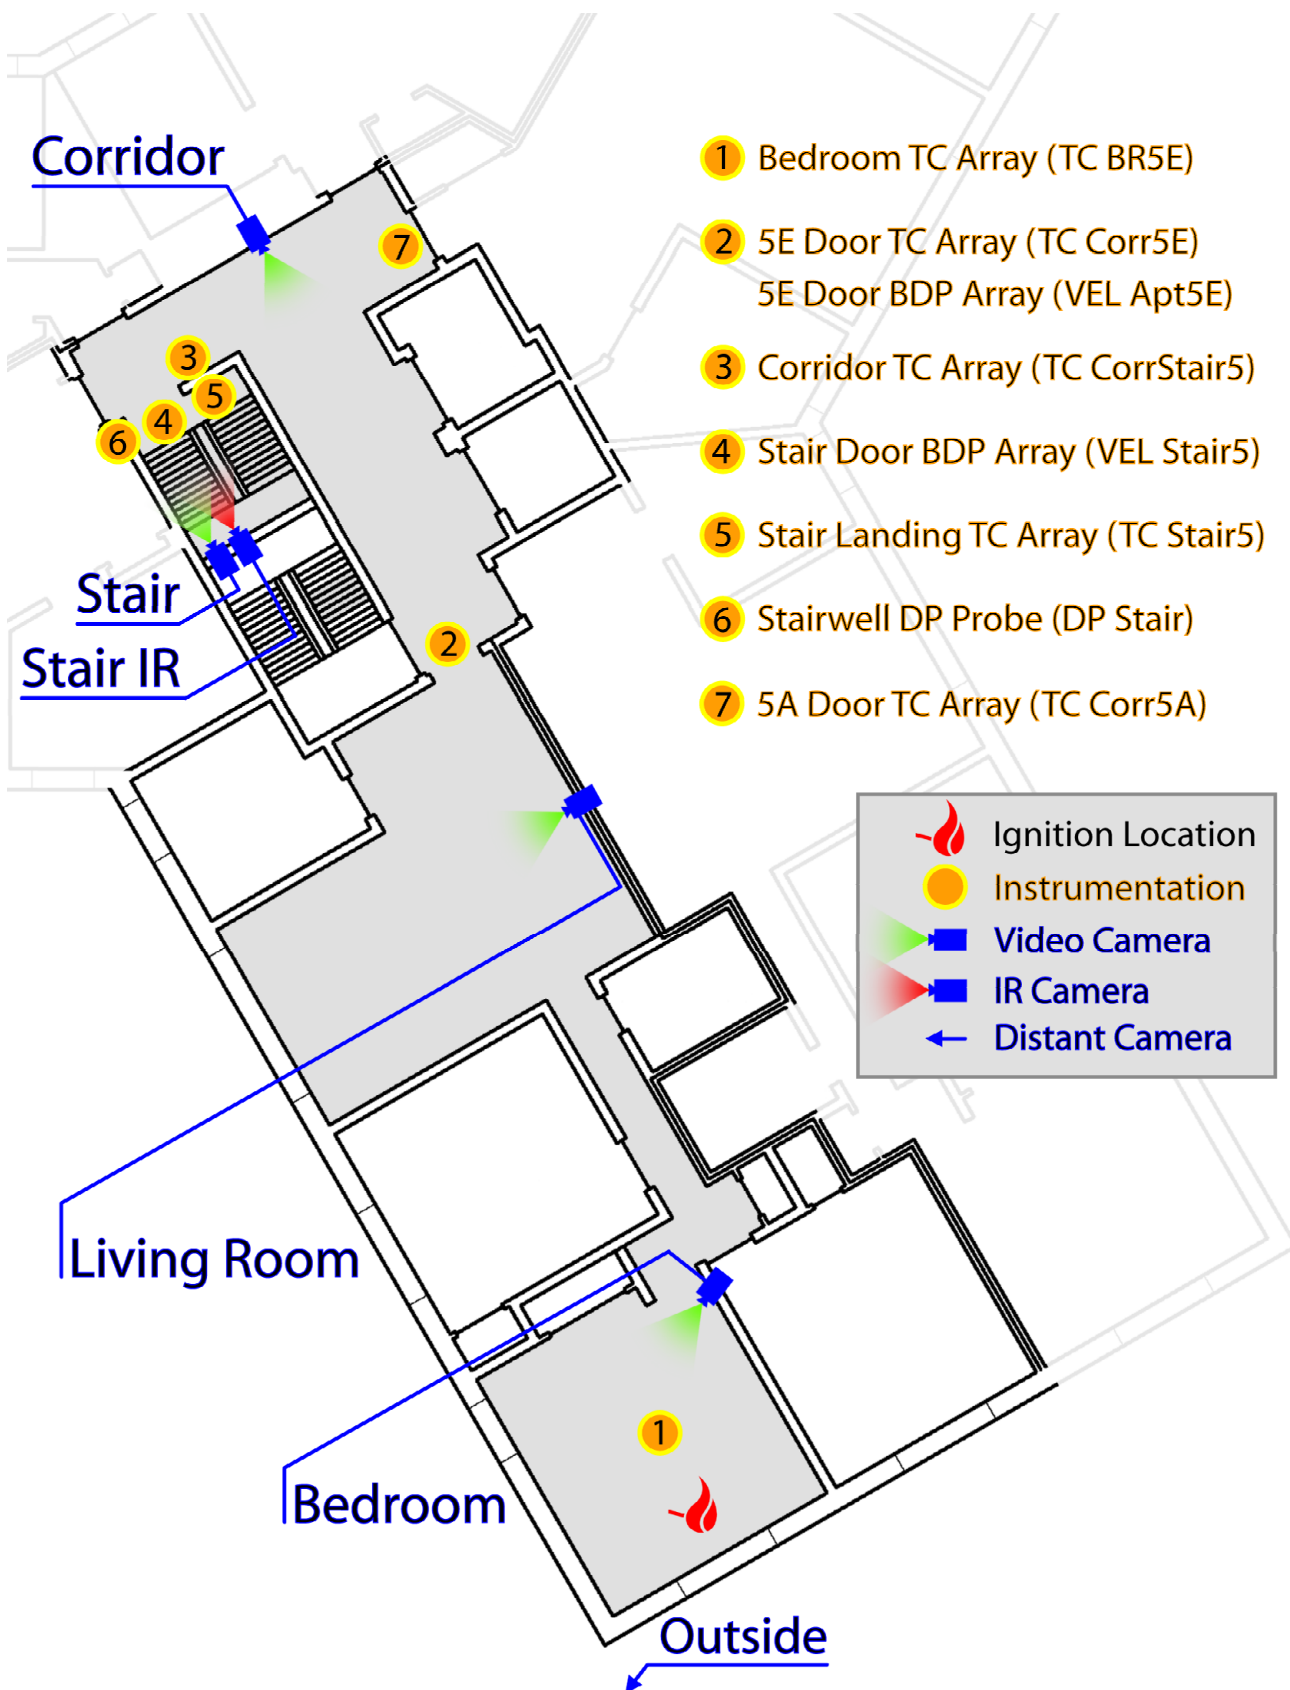 Corridor
1 Bedroom TC Array (TC BR5E)
2 5E Door TC Array (TC Corr5E)
5E Door BDP Array (VEL Apt5E)
7
3
3 Corridor TC Array (TC CorrStair5)
5
4
6
4 Stair Door BDP Array (VEL Stair5)
5 Stair Landing TC Array (TC Stair5)
Stair
6 Stairwell DP Probe (DP Stair)
2
Stair IR
7 5A Door TC Array (TC Corr5A)
Ignition Location
Instrumentation
Video Camera
IR Camera
Distant Camera
Living Room
1
Bedroom
Outside